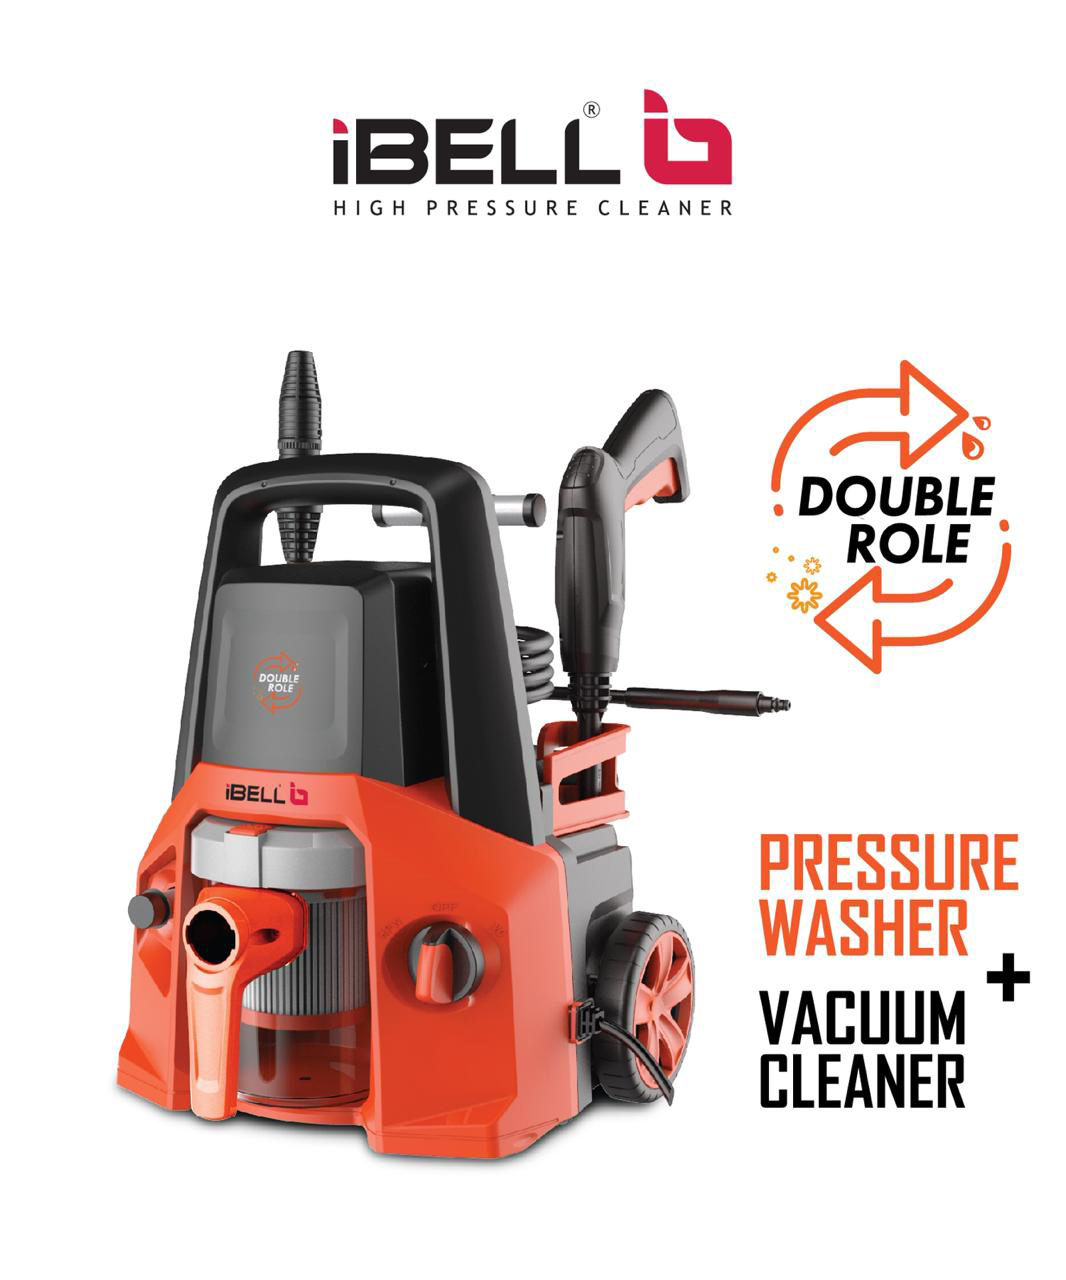 iBELL®
HIGH PRESSURE CLEANER
DOUBLE
ROLE
DOUBLE
ROLE
iBELL
OFF
PRESSURE
WASHER
+
VACUUM
CLEANER